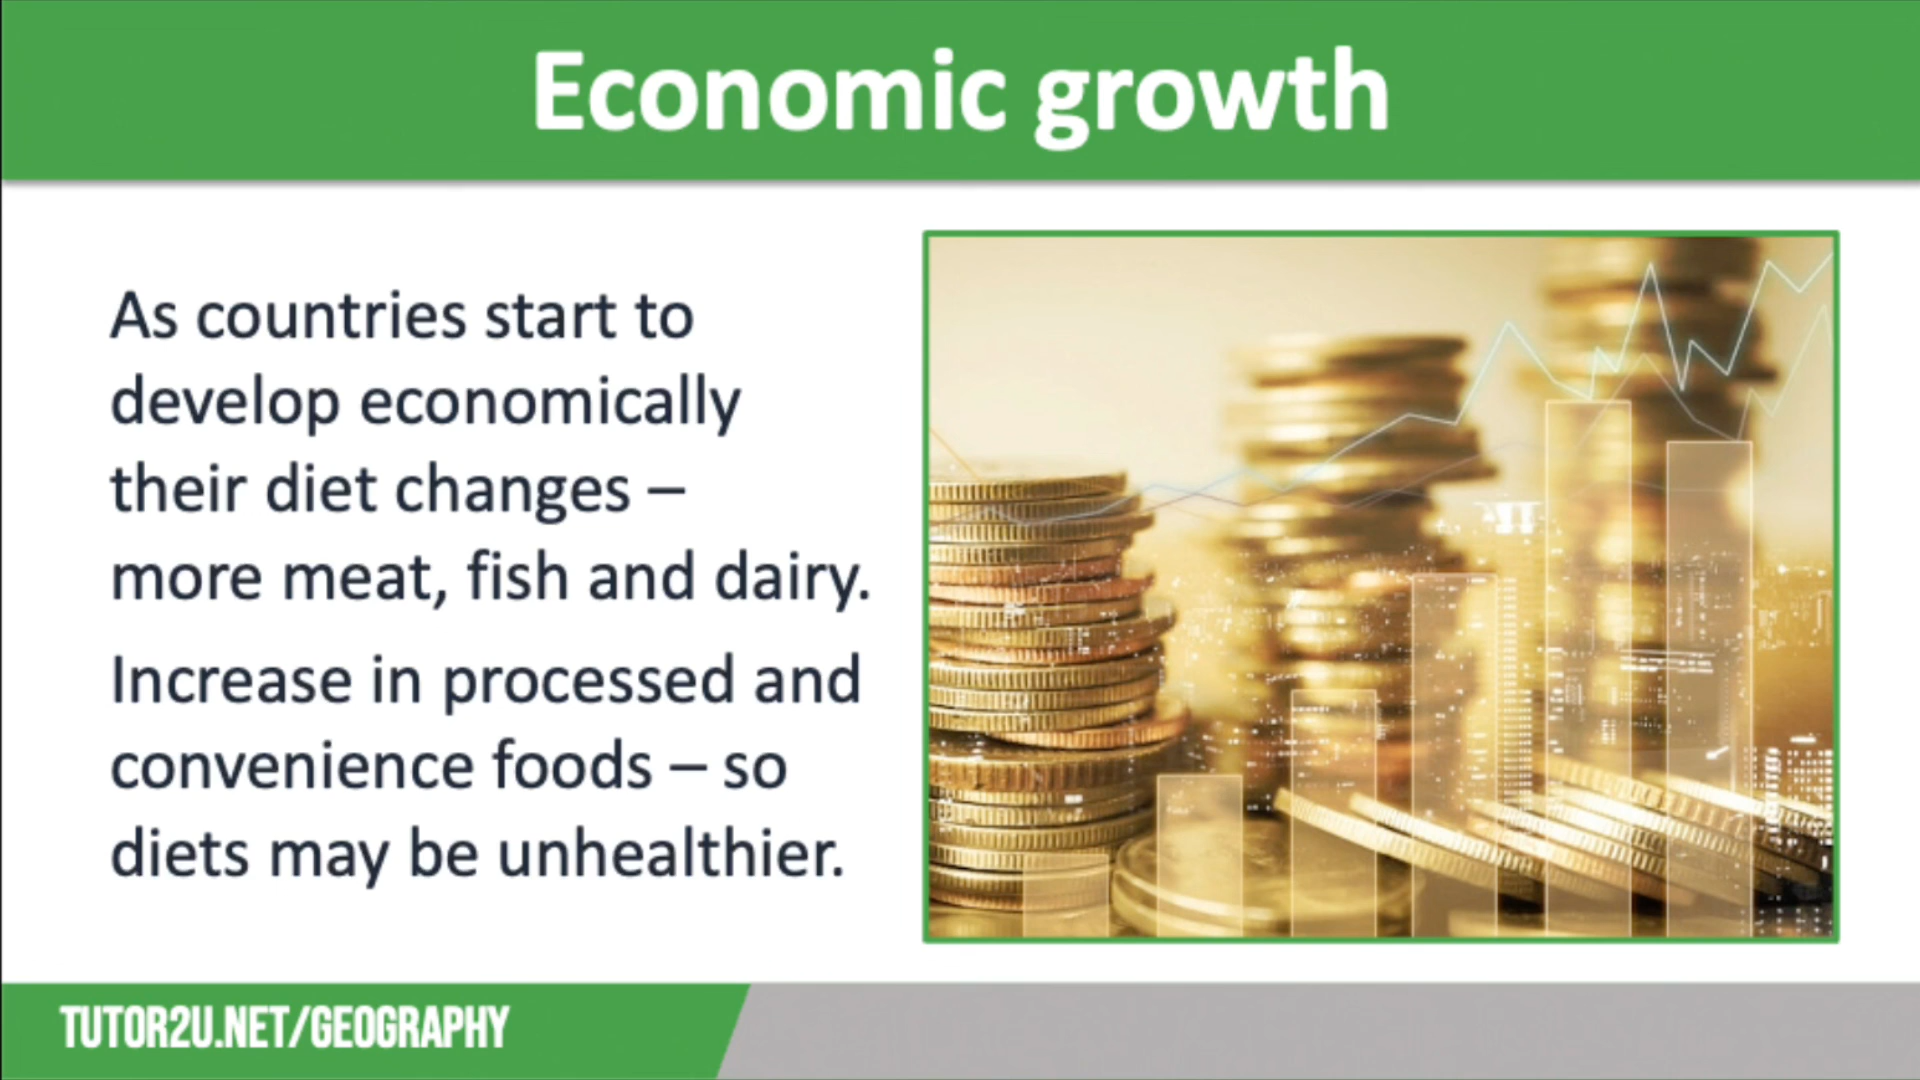 Economic growth
As countries start to
develop economically
their diet changes –
more meat, fish and dairy.
Increase in processed and
convenience foods – so
diets may be unhealthier.
TUTOR2U.NET/GEOGRAPHY